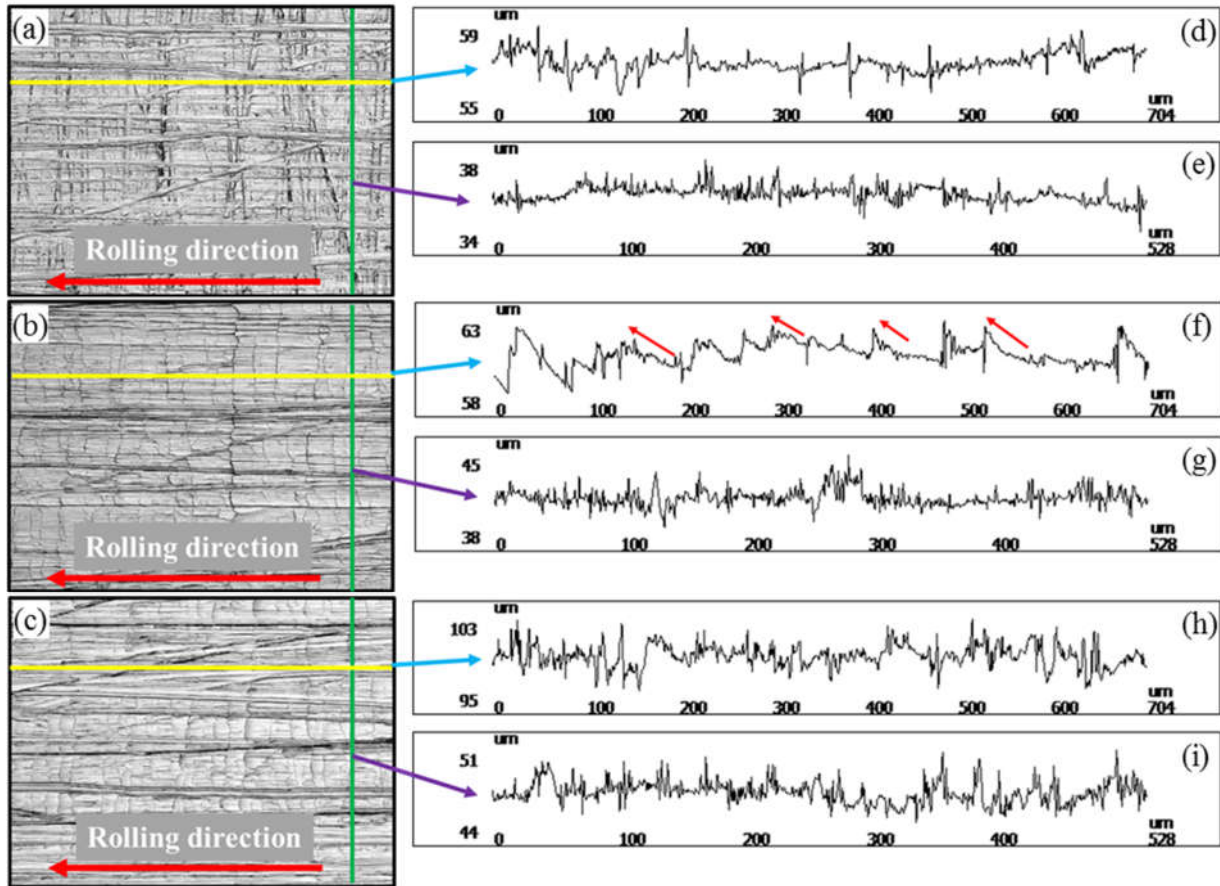 (a)
Rolling direction
(b)
Rolling direction
(c)
Rolling direction
um
59
55
0 100 200 300 400 500 600 704
um
(d)
um
38
34
0 100 200 300 400 528
um
(e)
um
63
58
0 100 200 300 400 500 600 704
um
(f)
um
45
38
0 100 200 300 400 528
um
(g)
um
103
95
0 100 200 300 400 500 600 704
um
(h)
um
51
44
0 100 200 300 400 528
um
(i)